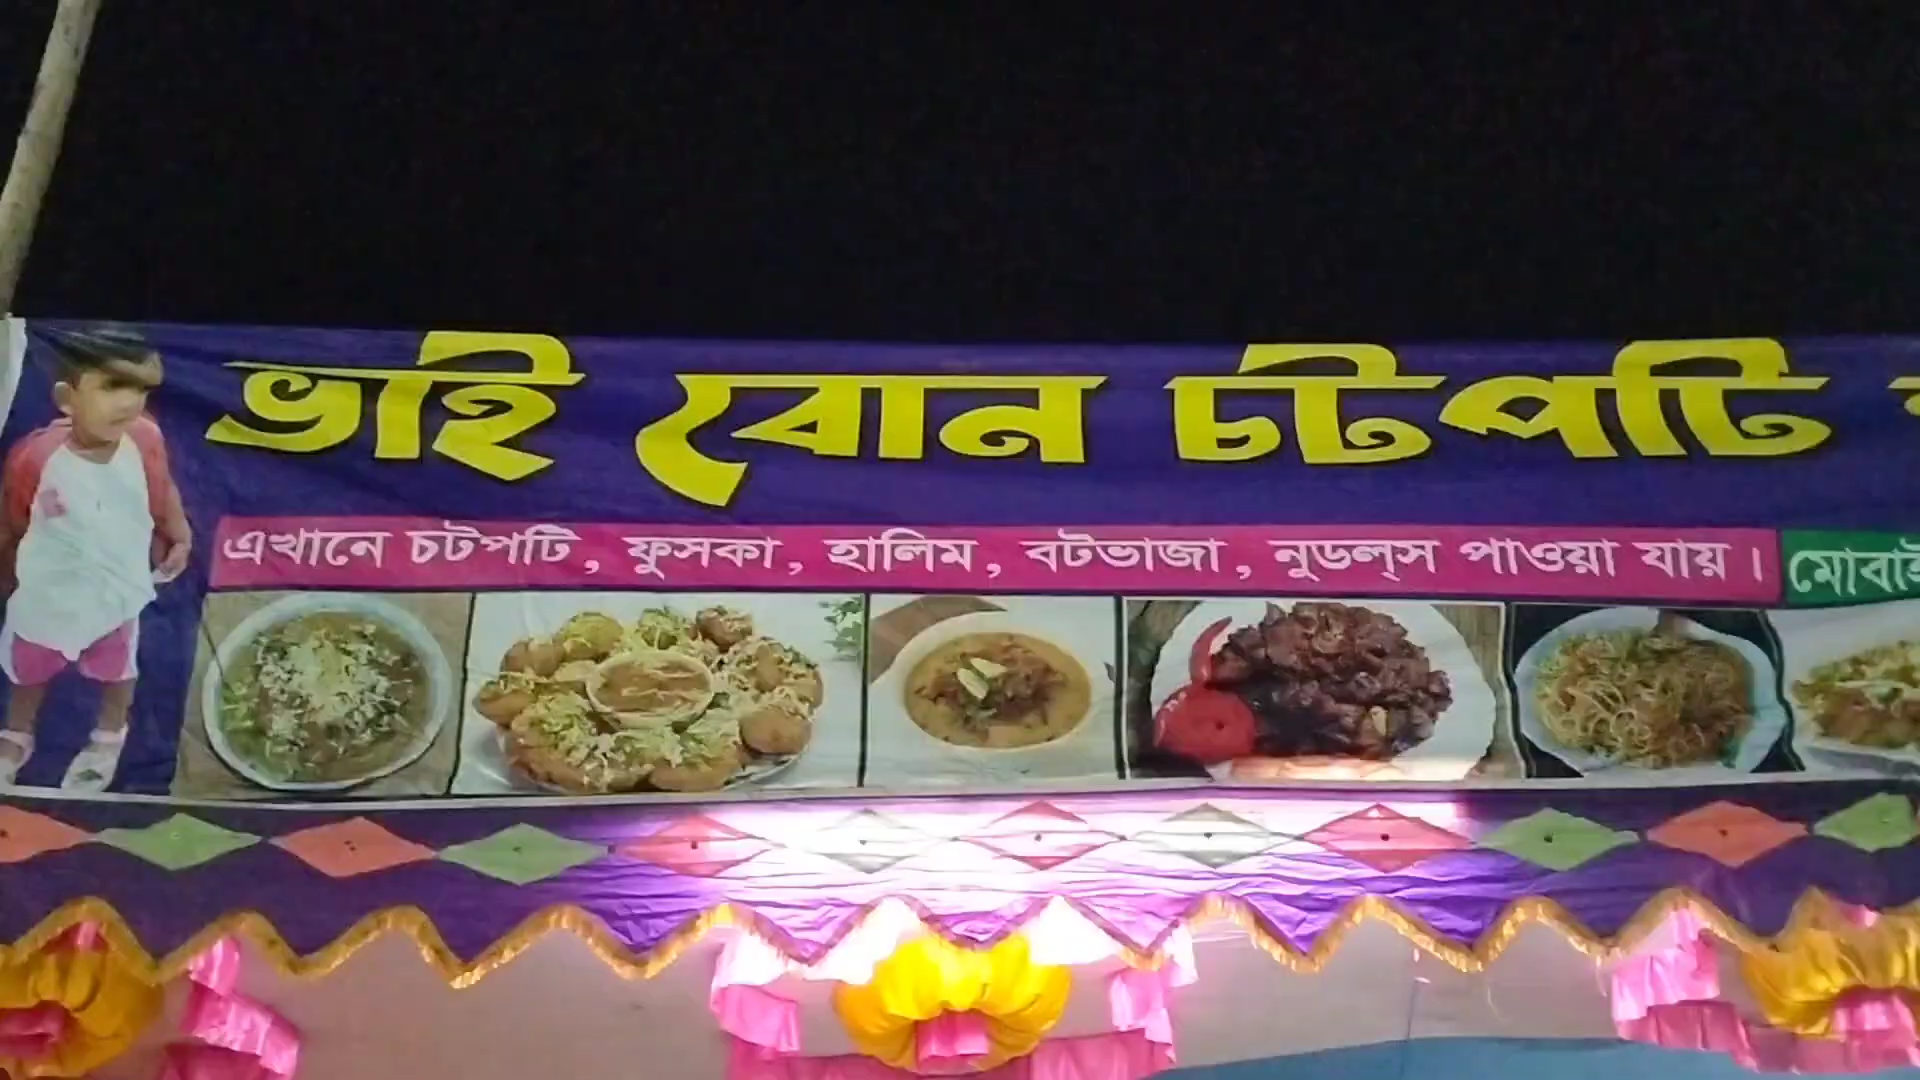 ভাই বোন চটপটি
এখানে চটপটি, ফুসকা, হালিম, বটভাজা, নুডল্স পাওয়া যায়।